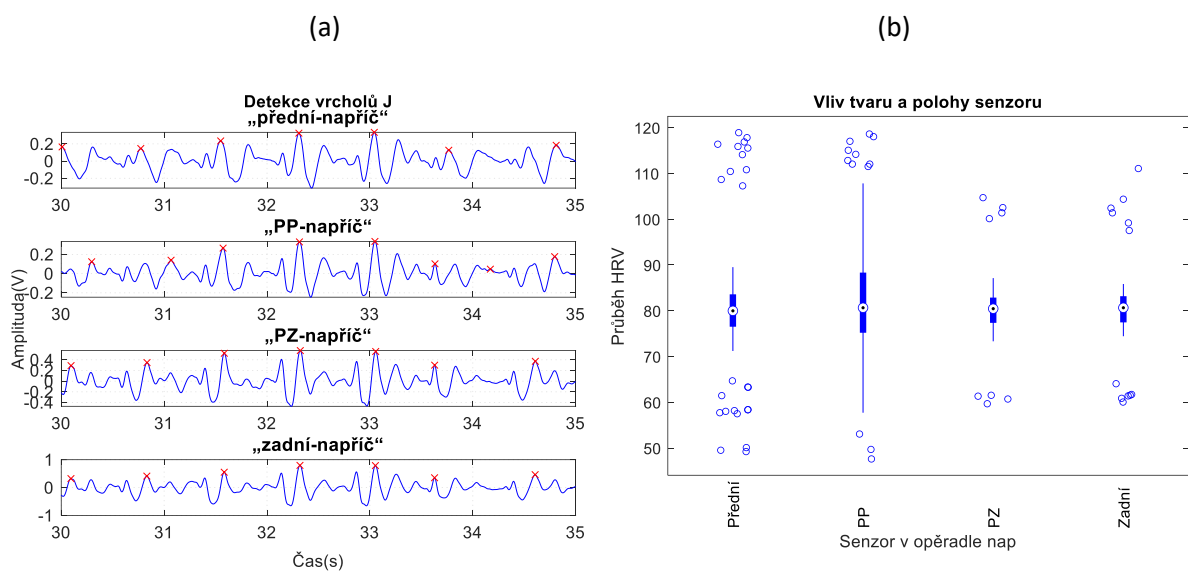 (a)
(b)
Detekce vrcholů J
„přední-napříč“
0.2
0
-0.2
30 31 32 33 34 35
„PP-napříč“
0.2
0
-0.2
30 31 32 33 34 35
„PZ-napříč“
0.4
0.2
0
-0.2
-0.4
30 31 32 33 34 35
„zadní-napříč“
1
0
-1
30 31 32 33 34 35
Amplituda(V)
Čas(s)
Vliv tvaru a polohy senzoru
120
110
100
90
80
70
60
50
Průběh HRV
Přední
PP
PZ
Zadní
Senzor v opěradle nap